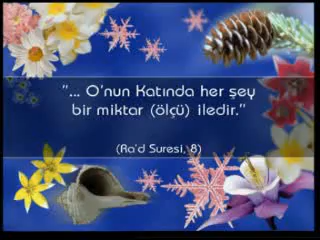 "... O'nun Katında her şey
bir miktar (ölçü) iledir."
(Ra'd Suresi, 8)